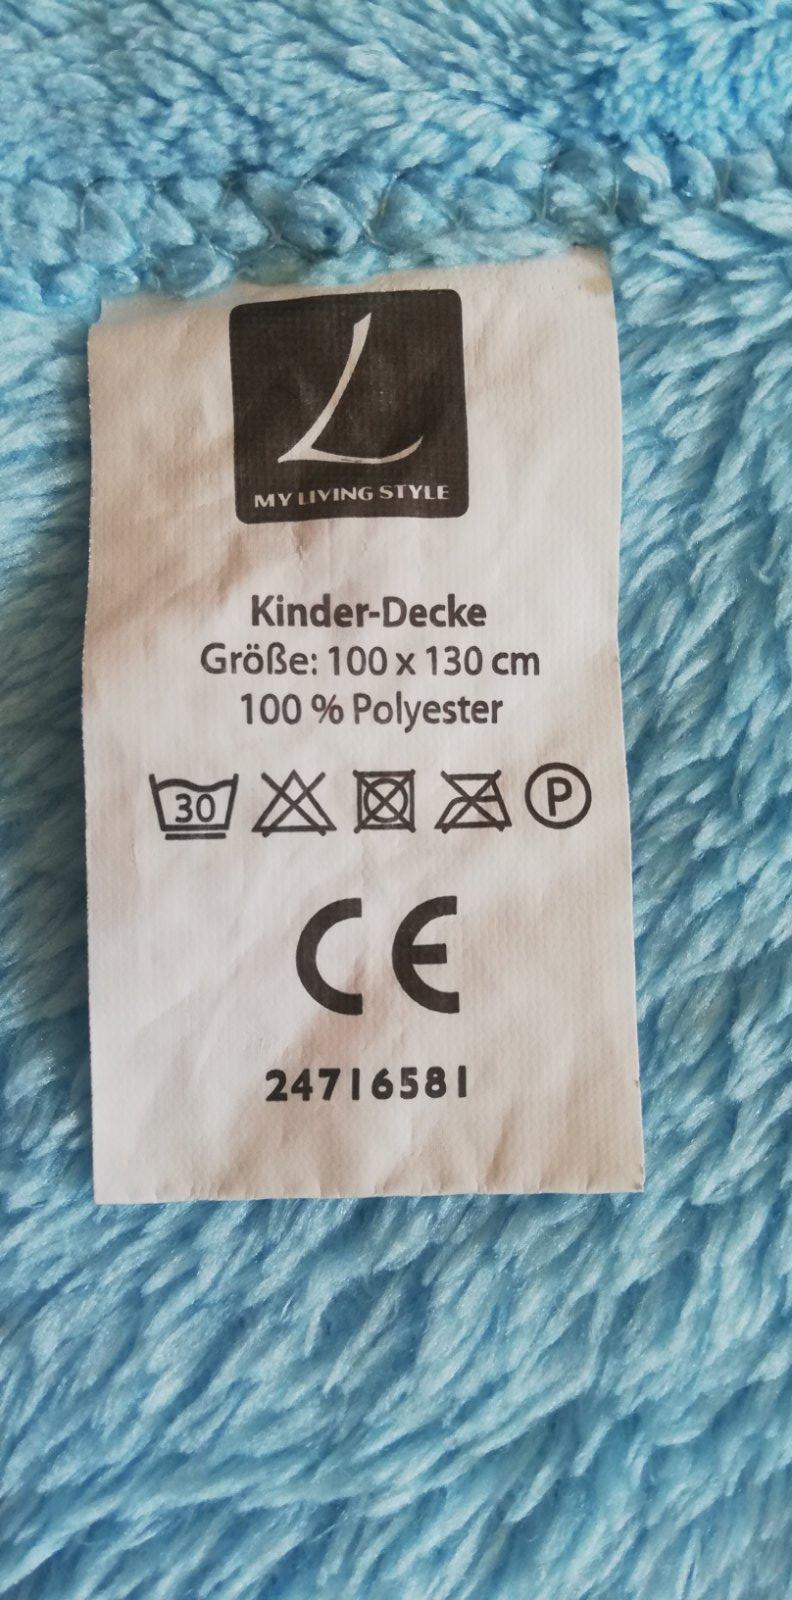 L
MY LIVING STYLE
Kinder-Decke
Größe: 100 x 130 cm
100 % Polyester
30 P
CE
24716581